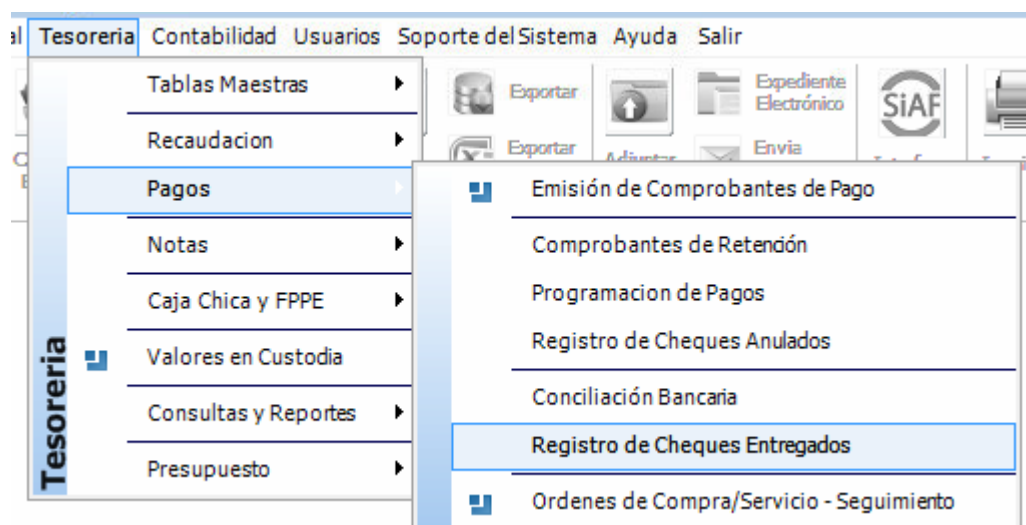 al Tesoreria Contabilidad Usuarios Soporte del Sistema Ayuda Salir
Exportar
Expediente
Electrónico
SiAF
Exportar
Envia
Tesoreria
Tablas Maestras
Recaudacion
Pagos
Notas
Caja Chica y FPPE
Valores en Custodia
Consultas y Reportes
Presupuesto
Emisión de Comprobantes de Pago
Comprobantes de Retención
Programacion de Pagos
Registro de Cheques Anulados
Conciliación Bancaria
Registro de Cheques Entregados
Ordenes de Compra/Servicio - Seguimiento